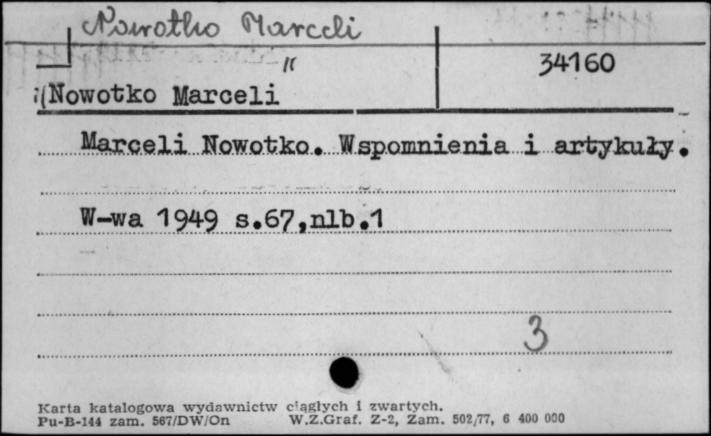 Nowotko Marceli
" 34160
Nowotko Marceli
Marceli Nowotko. Wspomnienia i artykuły.
W-wa 1949 s.67,nlb.1
3
Karta katalogowa wydawnictw ciągłych i zwartych.
Pu-B-144 zam. 567/DW/On W.Z.Graf. Z-2, Zam. 502/77, 6 400 000